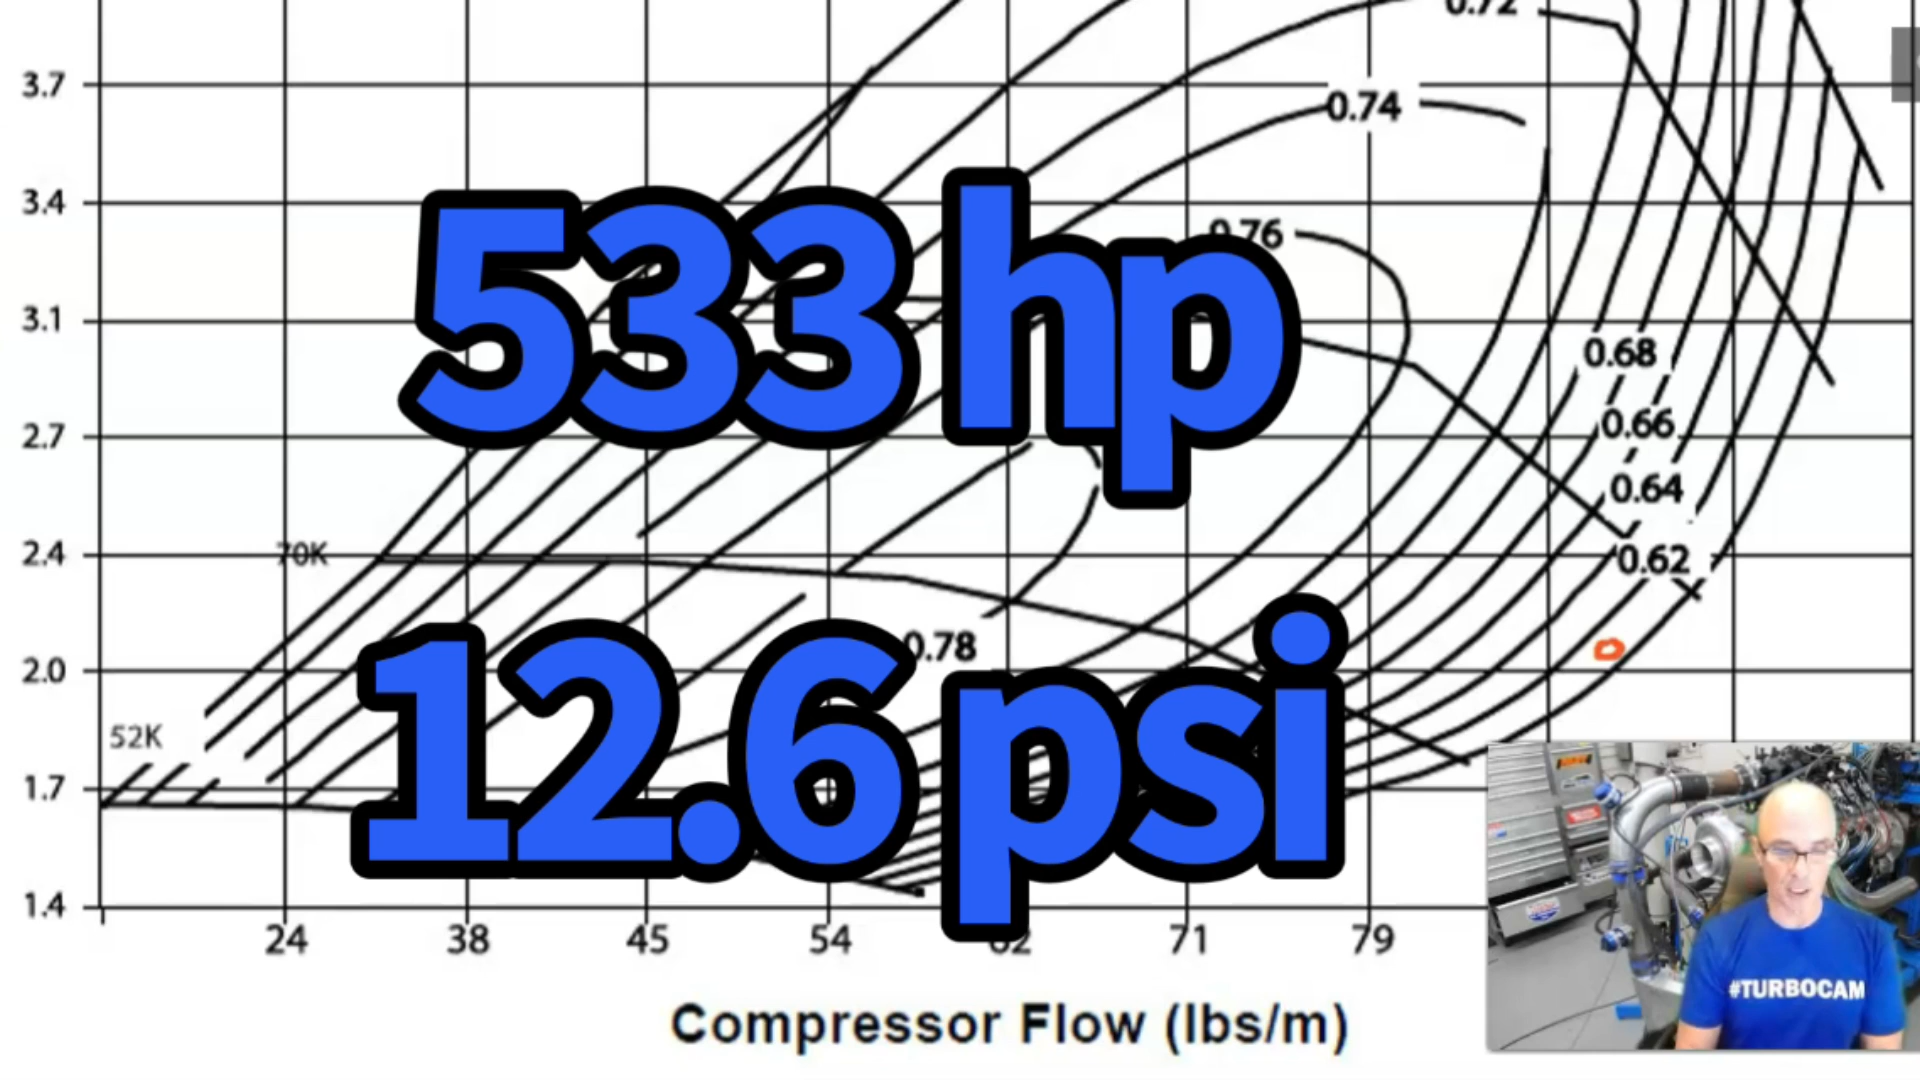 0.72
3.7
0.74
3.4
0.76
533 hp
3.1
0.68
0.66
2.7
0.64
70K
2.4
0.62
0.78
2.0
12.6 psi
52K
1.7
1.4
24 38 45 54 62 71 79
Compressor Flow (lbs/m)
#TURBOCAM